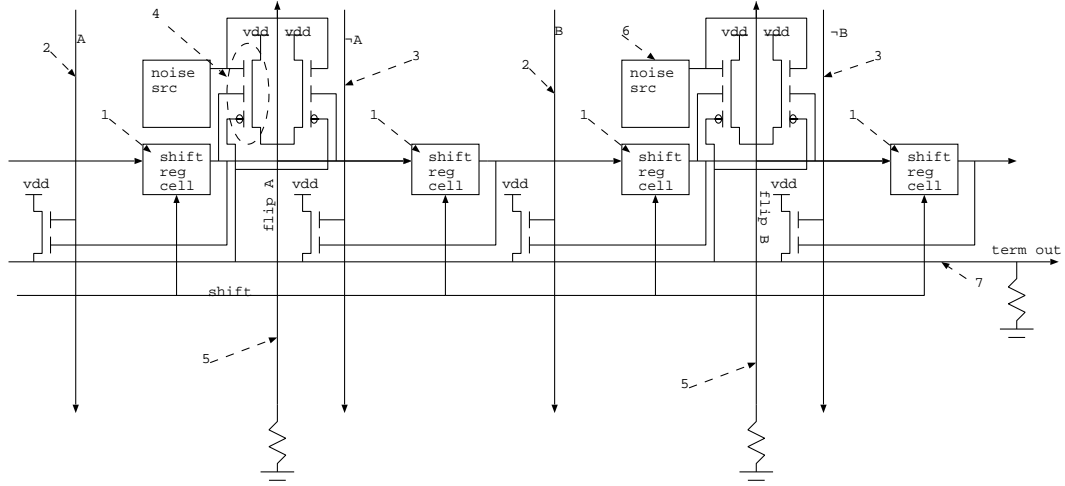 4
A
vdd vdd
¬A
2
3
noise
src
1
1
shift
reg
cell
shift
reg
cell
vdd
flip A
vdd
B
vdd vdd
¬B
6
2
3
noise
src
1
1
shift
reg
cell
shift
reg
cell
vdd
flip B
vdd
term out
7
shift
5
5